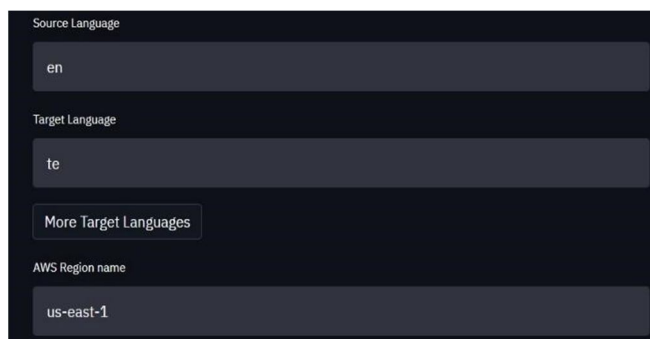 Source Language
en
Target Language
te
More Target Languages
AWS Region name
us-east-1